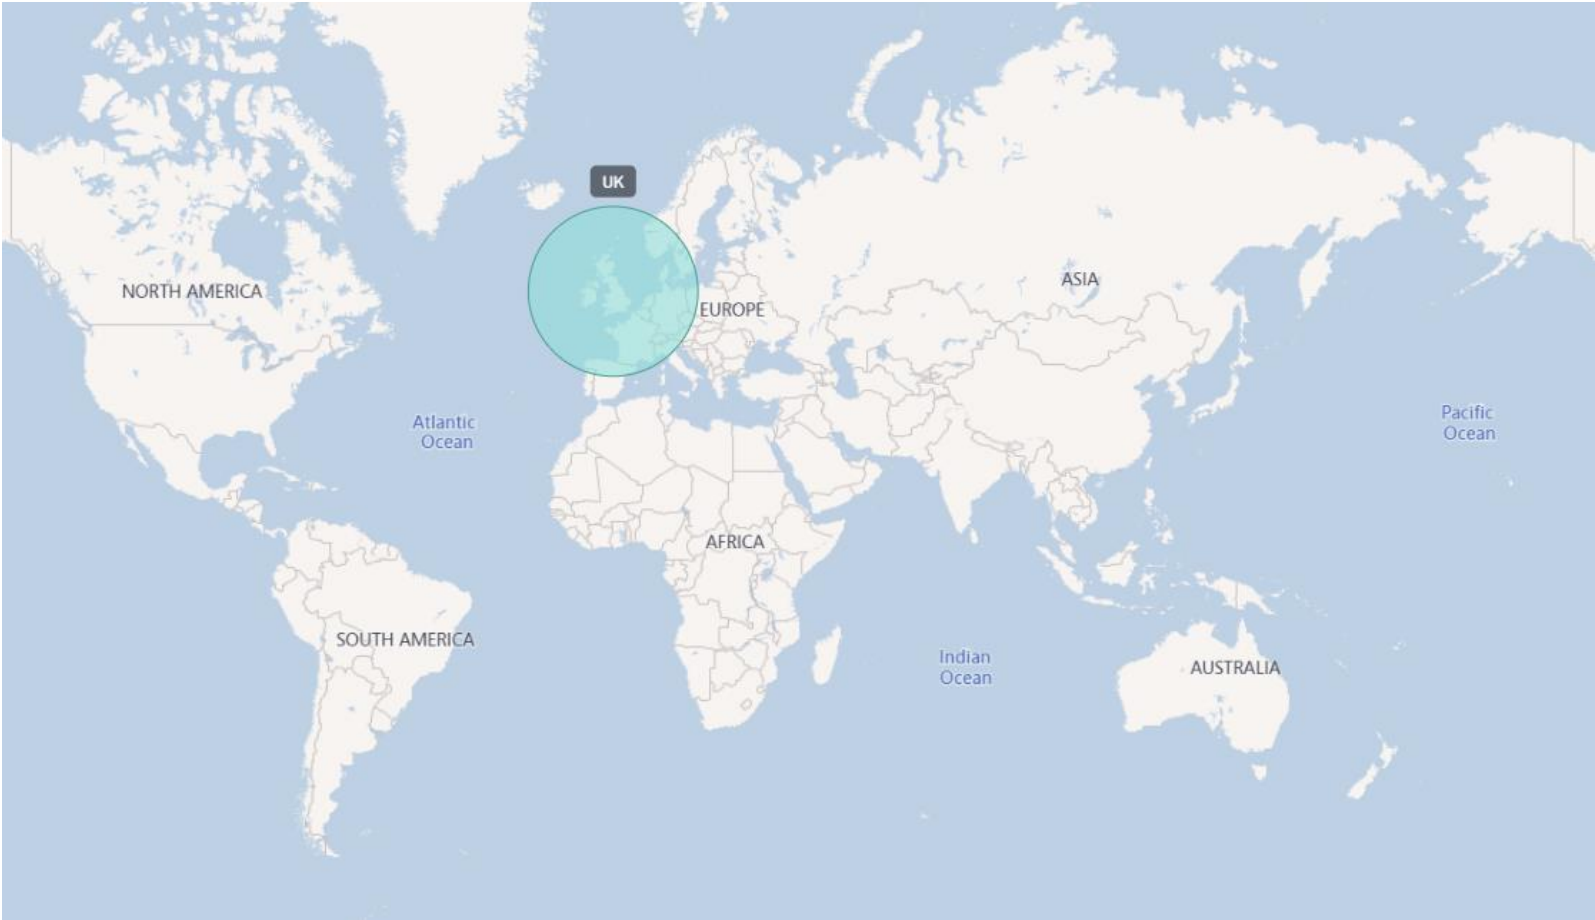 UK
NORTH AMERICA
ASIA
EUROPE
Atlantic
Ocean
Pacific
Ocean
AFRICA
SOUTH AMERICA
Indian
Ocean
AUSTRALIA